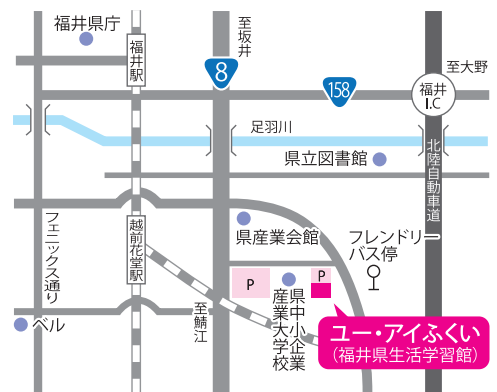 福井県庁
至坂井
福井駅
8
158
至大野
福井
I.C
足羽川
県立図書館
北陸自動車道
フェニックス通り
越前花堂駅
県産業会館
フレンドリー
バス停
P
県中小企業
産業大学校
P
至鯖江
ベル
ユー・アイふくい
(福井県生活学習館)